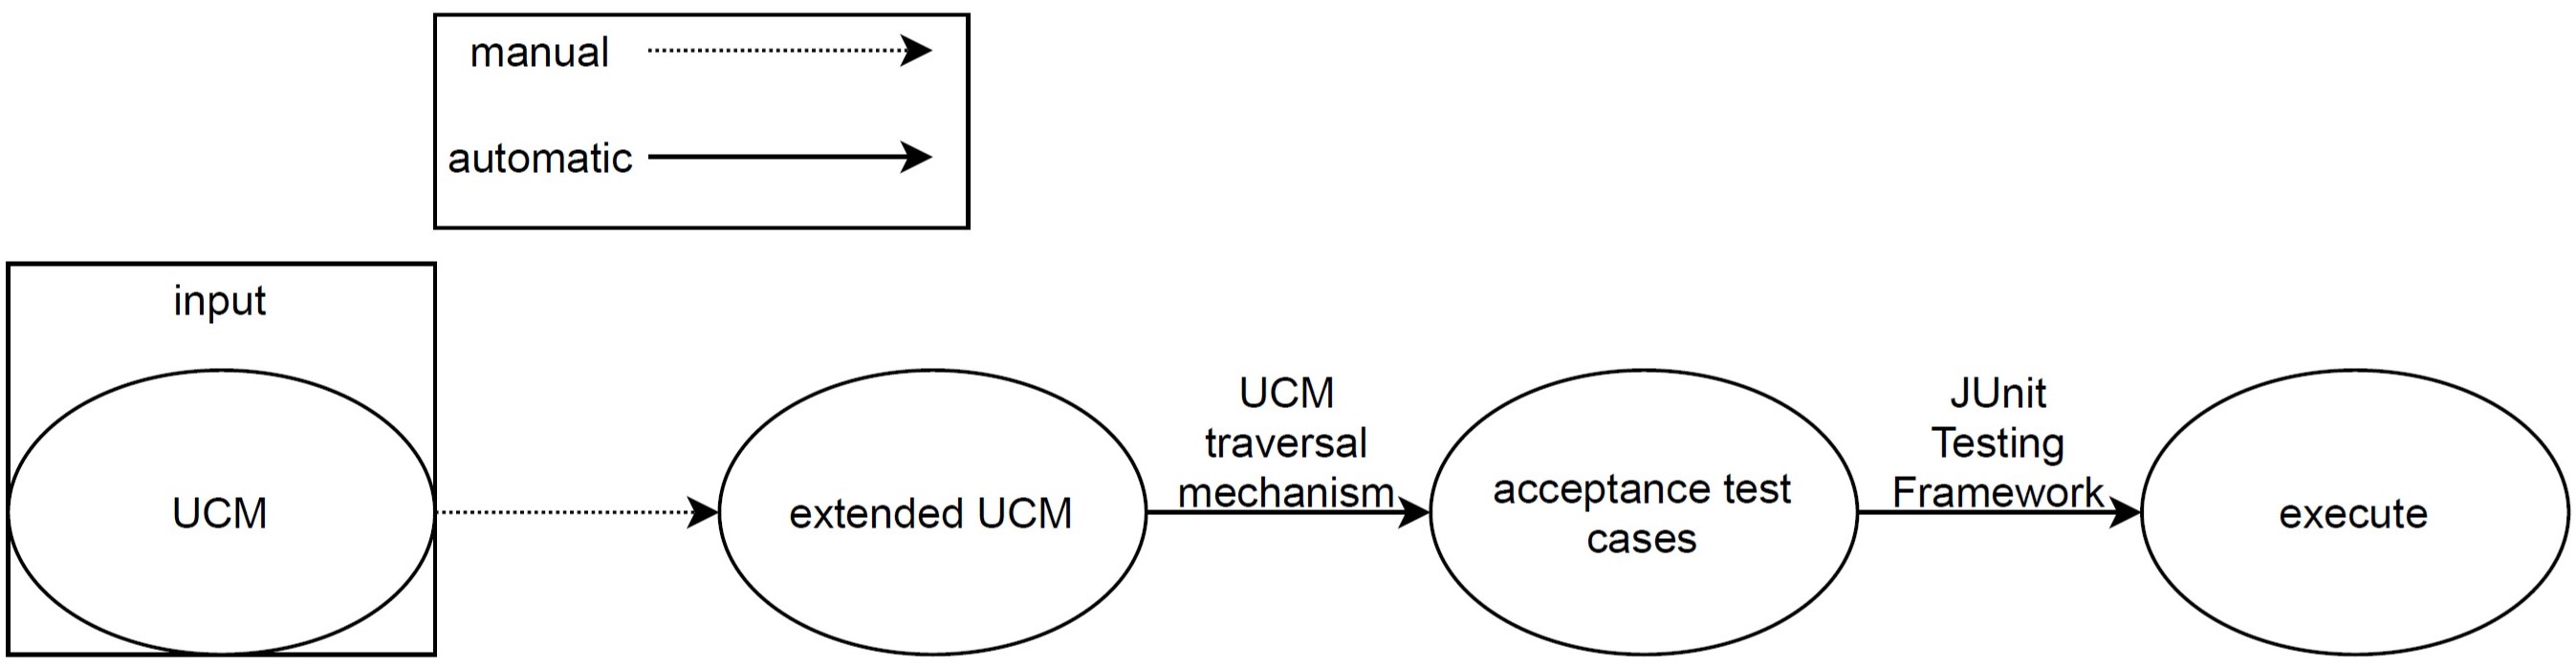 manual
automatic
input
UCM
extended UCM
UCM
traversal
mechanism
acceptance test
cases
JUnit
Testing
Framework
execute